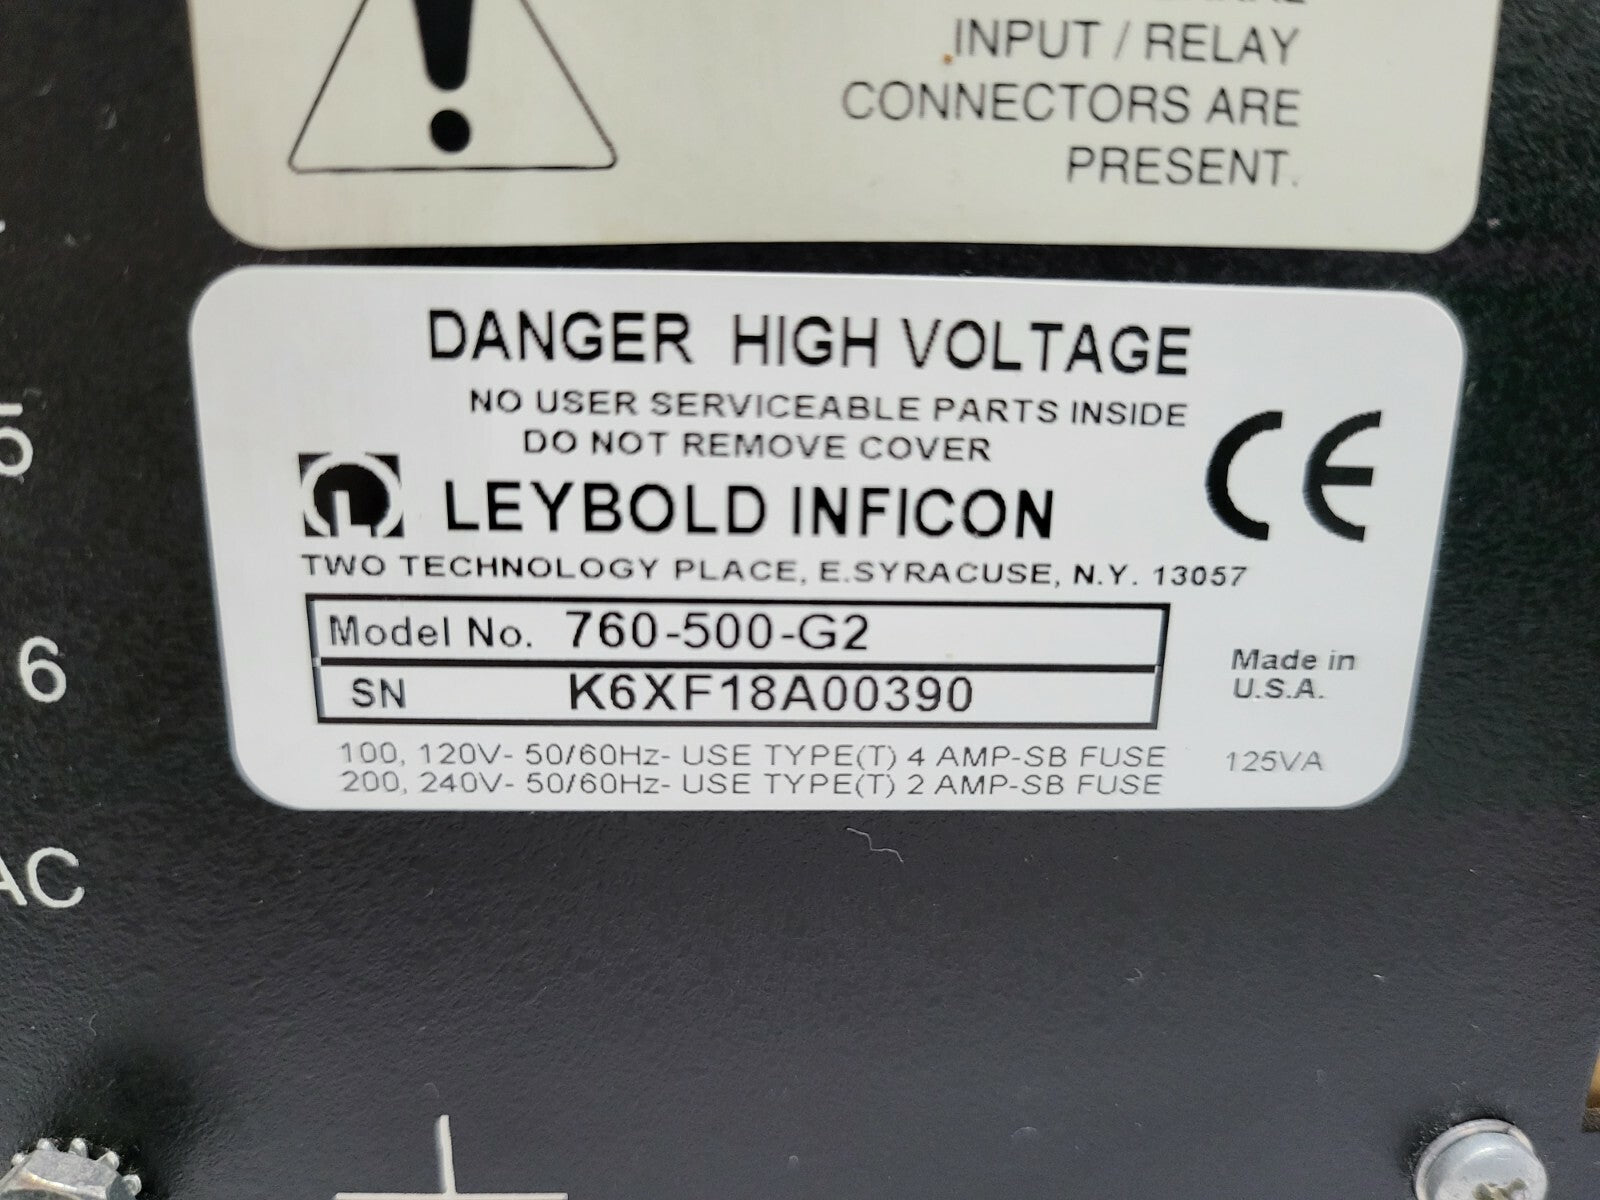 INPUT / RELAY
CONNECTORS ARE
PRESENT.
DANGER HIGH VOLTAGE
NO USER SERVICEABLE PARTS INSIDE
DO NOT REMOVE COVER
CE
L
LEYBOLD INFICON
TWO TECHNOLOGY PLACE, E.SYRACUSE, N.Y. 13057
Model No. 760-500-G2
SN K6XF18A00390
Made in
U.S.A.
100, 120V- 50/60Hz- USE TYPE(T) 4 AMP-SB FUSE
200, 240V- 50/60Hz- USE TYPE(T) 2 AMP-SB FUSE
125VA
5
6
AC